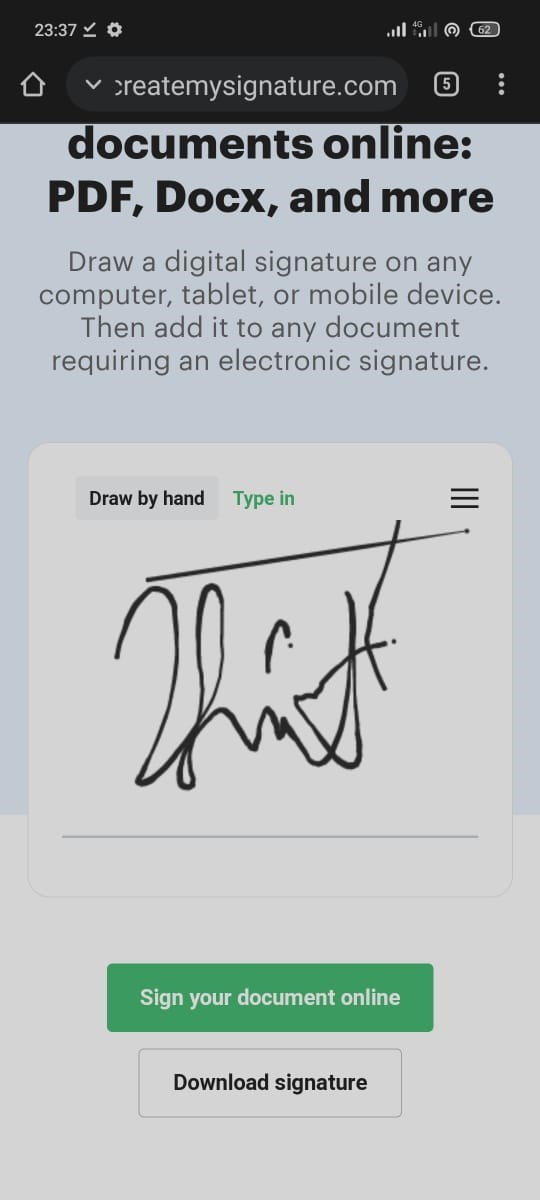 23:37
4G
62
createmysignature.com
5
documents online:
PDF, Docx, and more
Draw a digital signature on any
computer, tablet, or mobile device.
Then add it to any document
requiring an electronic signature.
Draw by hand Type in
Sign your document online
Download signature